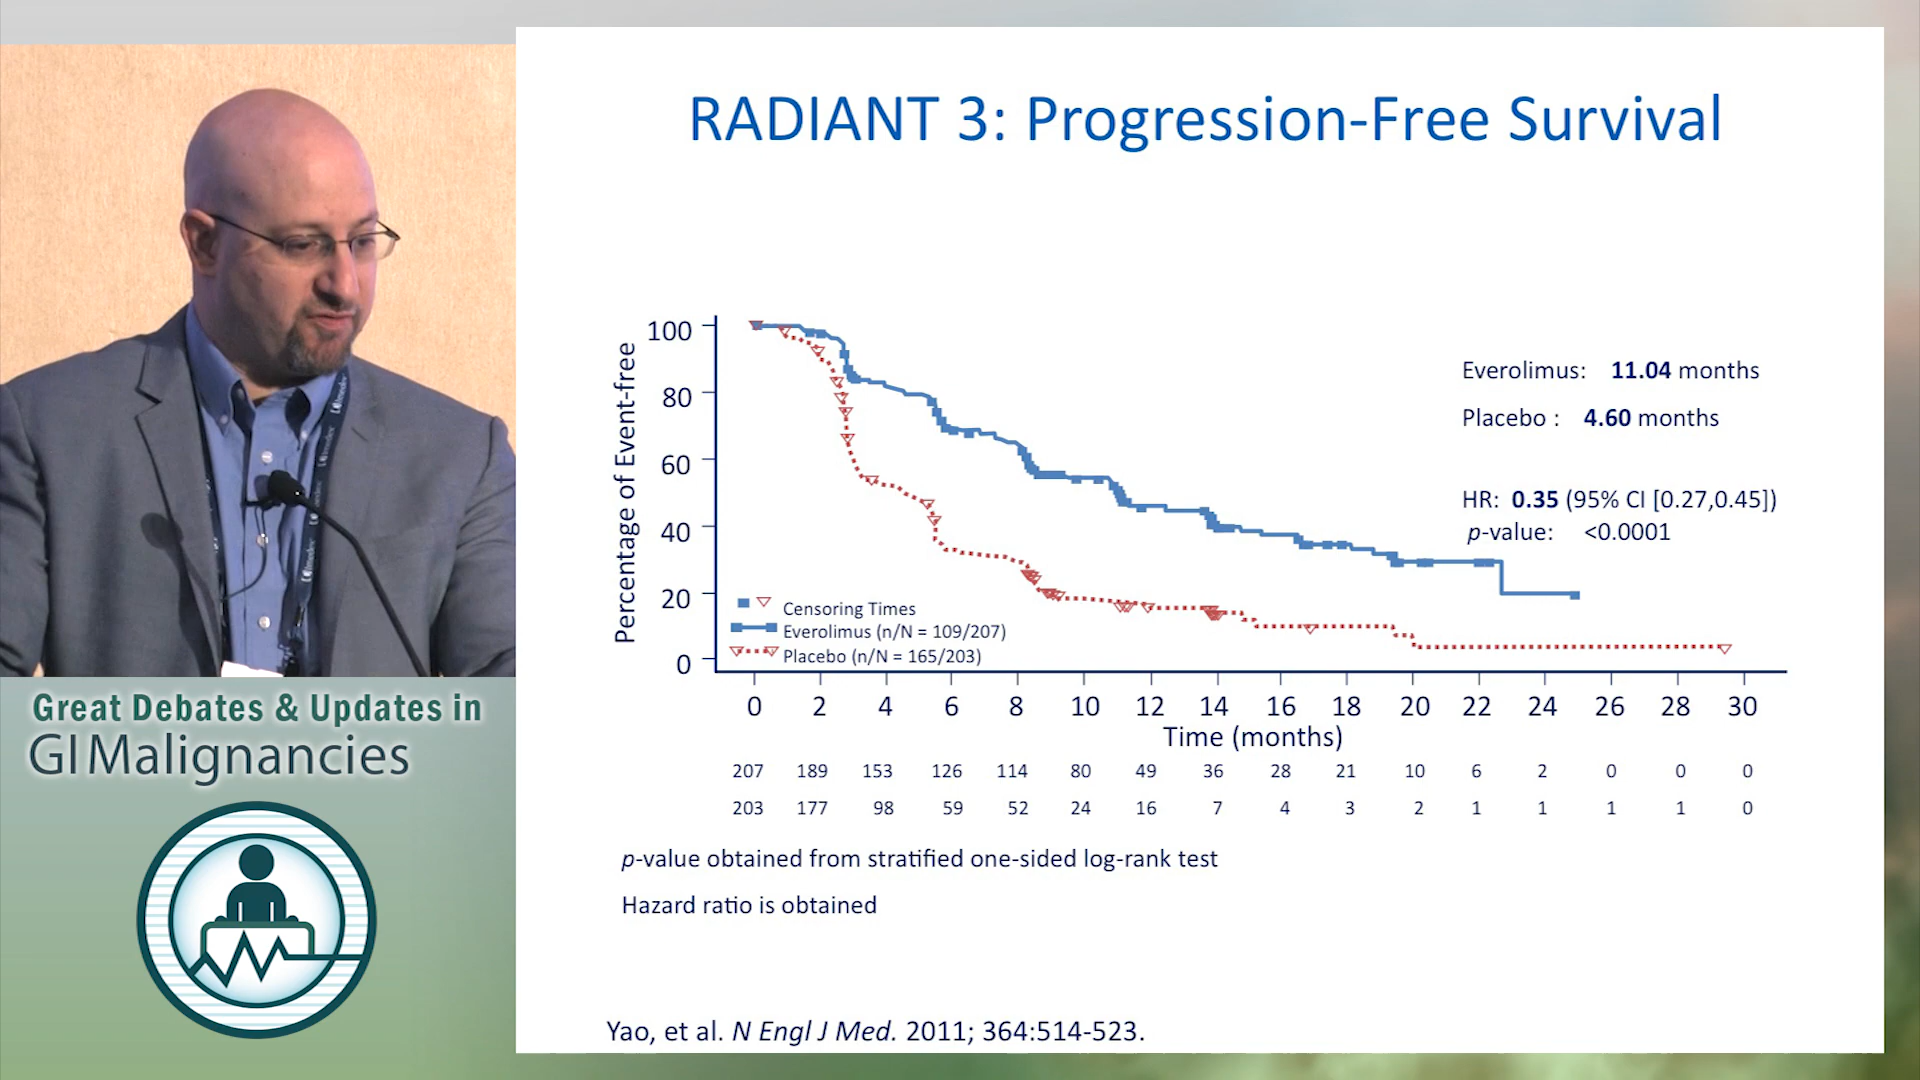 RADIANT 3: Progression-Free Survival
Percentage of Event-free
100
80
60
40
20
0
Everolimus: 11.04 months
Placebo : 4.60 months
HR: 0.35 (95% CI [0.27,0.45])
p-value: <0.0001
Censoring Times
Everolimus (n/N = 109/207)
Placebo (n/N = 165/203)
0 2 4 6 8 10 12 14 16 18 20 22 24 26 28 30
Time (months)
207 189 153 126 114 80 49 36 28 21 10 6 2 0 0 0
203 177 98 59 52 24 16 7 4 3 2 1 1 1 1 0
p-value obtained from stratified one-sided log-rank test
Hazard ratio is obtained
Yao, et al. N Engl J Med. 2011; 364:514-523.
Great Debates & Updates in
GI Malignancies